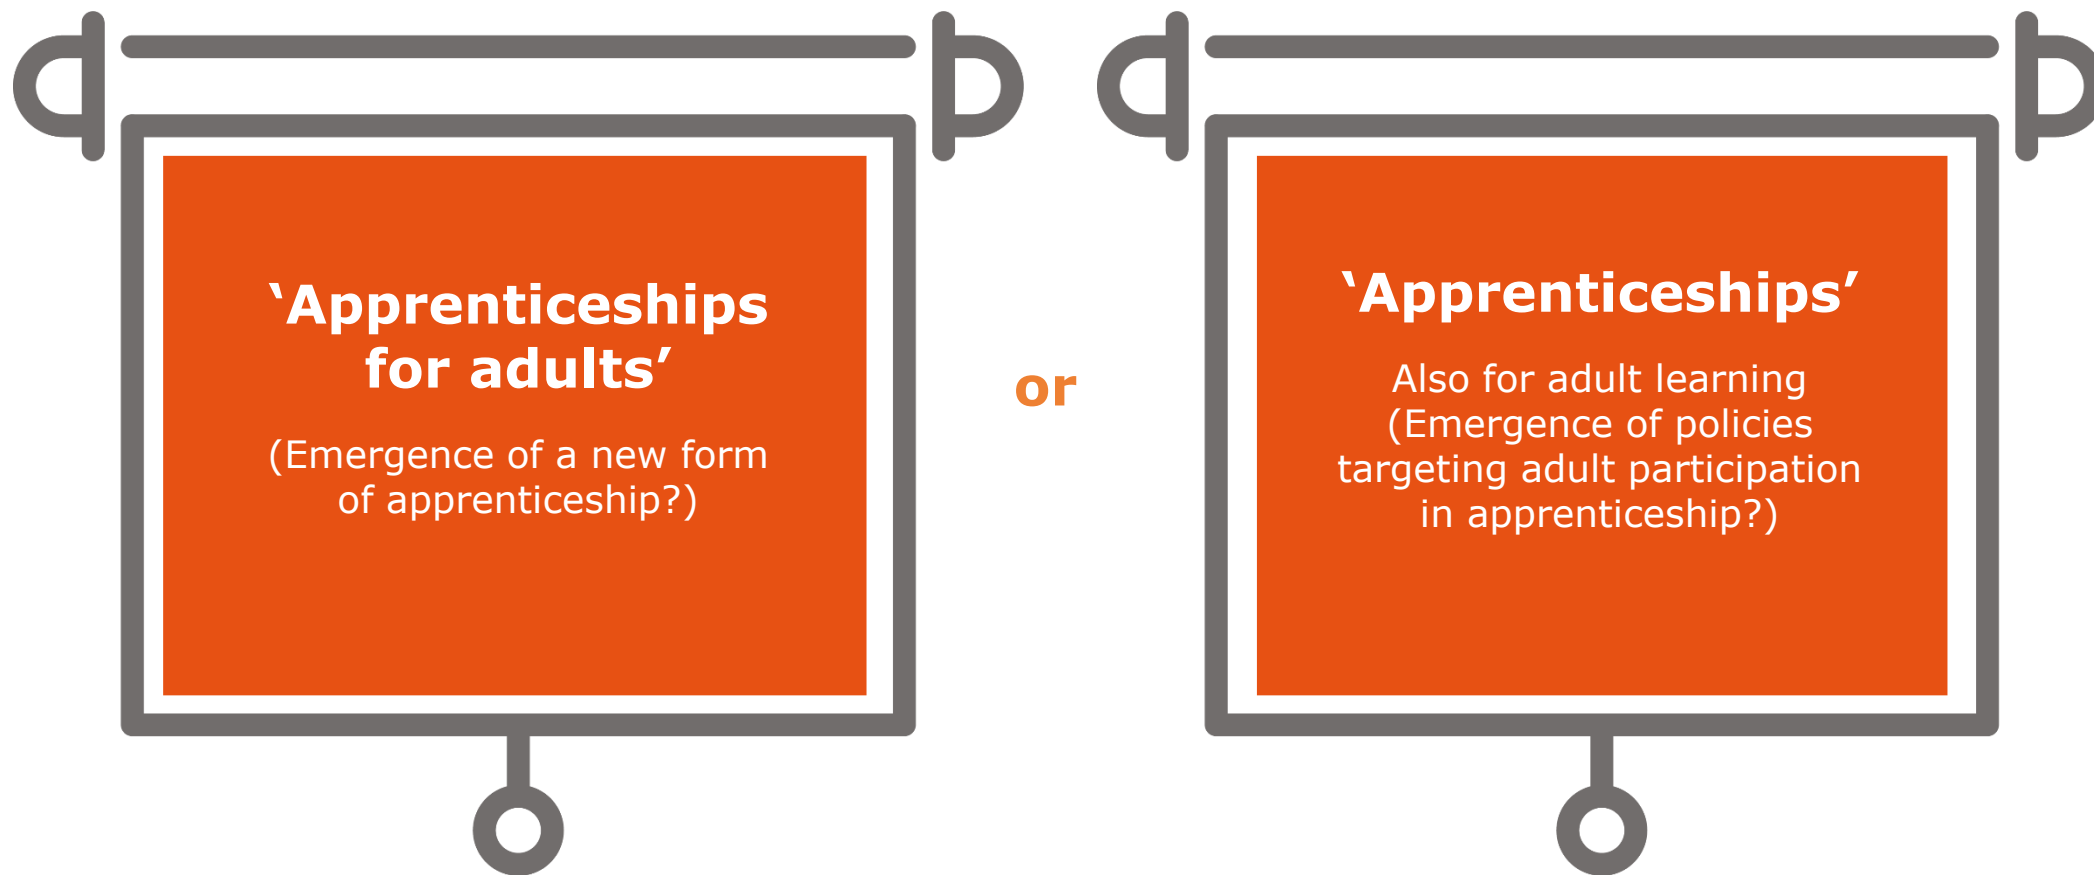 ‘Apprenticeships
for adults’
(Emergence of a new form
of apprenticeship?)
or
‘Apprenticeships’
Also for adult learning
(Emergence of policies
targeting adult participation
in apprenticeship?)